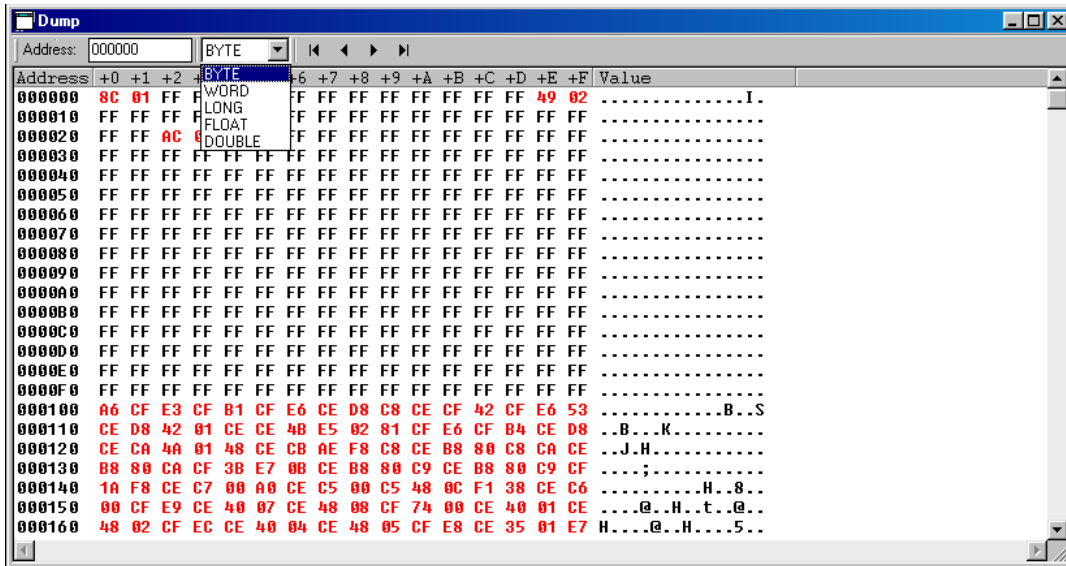 Dump
Address: 000000 BYTE
Address +0 +1 +2 +6 +7 +8 +9 +A +B +C +D +E +F Value
BYTE
WORD
LONG
FLOAT
DOUBLE
000000 8C 01 FF FF FF FF FF FF FF FF FF 49 02 ..............I.
000010 FF FF FF FF FF FF FF FF FF FF FF FF FF ................
000020 FF FF AC FF FF FF FF FF FF FF FF FF FF ................
000030 FF FF FF FF FF FF FF FF FF FF FF FF FF FF FF FF ................
000040 FF FF FF FF FF FF FF FF FF FF FF FF FF FF FF FF ................
000050 FF FF FF FF FF FF FF FF FF FF FF FF FF FF FF FF ................
000060 FF FF FF FF FF FF FF FF FF FF FF FF FF FF FF FF ................
000070 FF FF FF FF FF FF FF FF FF FF FF FF FF FF FF FF ................
000080 FF FF FF FF FF FF FF FF FF FF FF FF FF FF FF FF ................
000090 FF FF FF FF FF FF FF FF FF FF FF FF FF FF FF FF ................
0000A0 FF FF FF FF FF FF FF FF FF FF FF FF FF FF FF FF ................
0000B0 FF FF FF FF FF FF FF FF FF FF FF FF FF FF FF FF ................
0000C0 FF FF FF FF FF FF FF FF FF FF FF FF FF FF FF FF ................
0000D0 FF FF FF FF FF FF FF FF FF FF FF FF FF FF FF FF ................
0000E0 FF FF FF FF FF FF FF FF FF FF FF FF FF FF FF FF ................
0000F0 FF FF FF FF FF FF FF FF FF FF FF FF FF FF FF FF ................
000100 A6 CF E3 CF B1 CF E6 CE D8 C8 CE CF 42 CF E6 53 ............B..S
000110 CE D8 42 01 CE CE 4B E5 02 81 CF E6 CF B4 CE D8 ..B...K.........
000120 CE CA 4A 01 48 CE CB AE F8 C8 CE B8 80 C8 CA CE ..J.H...........
000130 B8 80 CA CF 3B E7 0B CE B8 80 C9 CE B8 80 C9 CF ....;...........
000140 1A F8 CE C7 00 A0 CE C5 00 C5 48 0C F1 38 CE C6 ..........H..8..
000150 00 CF E9 CE 40 07 CE 48 08 CF 74 00 CE 40 01 CE ....@..H..t..@..
000160 48 02 CF EC CE 40 04 CE 48 05 CF E8 CE 35 01 E7 H....@..H....5..